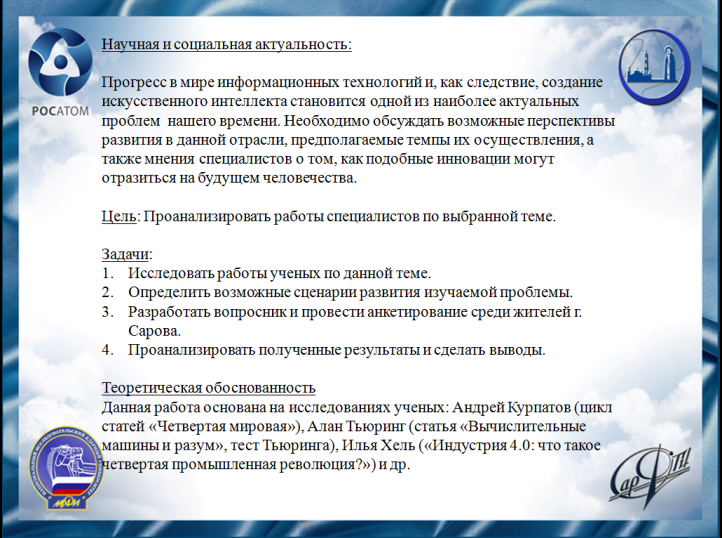 Научная и социальная актуальность:
Прогресс в мире информационных технологий и, как следствие, создание
искусственного интеллекта становится одной из наиболее актуальных
проблем нашего времени. Необходимо обсуждать возможные перспективы
развития в данной отрасли, предполагаемые темпы их осуществления, а
также мнения специалистов о том, как подобные инновации могут
отразиться на будущем человечества.
РОСАТОМ
Цель: Проанализировать работы специалистов по выбранной теме.
Задачи:
1. Исследовать работы ученых по данной теме.
2. Определить возможные сценарии развития изучаемой проблемы.
3. Разработать вопросник и провести анкетирование среди жителей г.
Сарова.
4. Проанализировать полученные результаты и сделать выводы.
Теоретическая обоснованность
Данная работа основана на исследованиях ученых: Андрей Курпатов (цикл
статей «Четвертая мировая»), Алан Тьюринг (статья «Вычислительные
машины и разум», тест Тьюринга), Илья Хель («Индустрия 4.0: что такое
четвертая промышленная революция?») и др.
МИФИ
СарФТИ